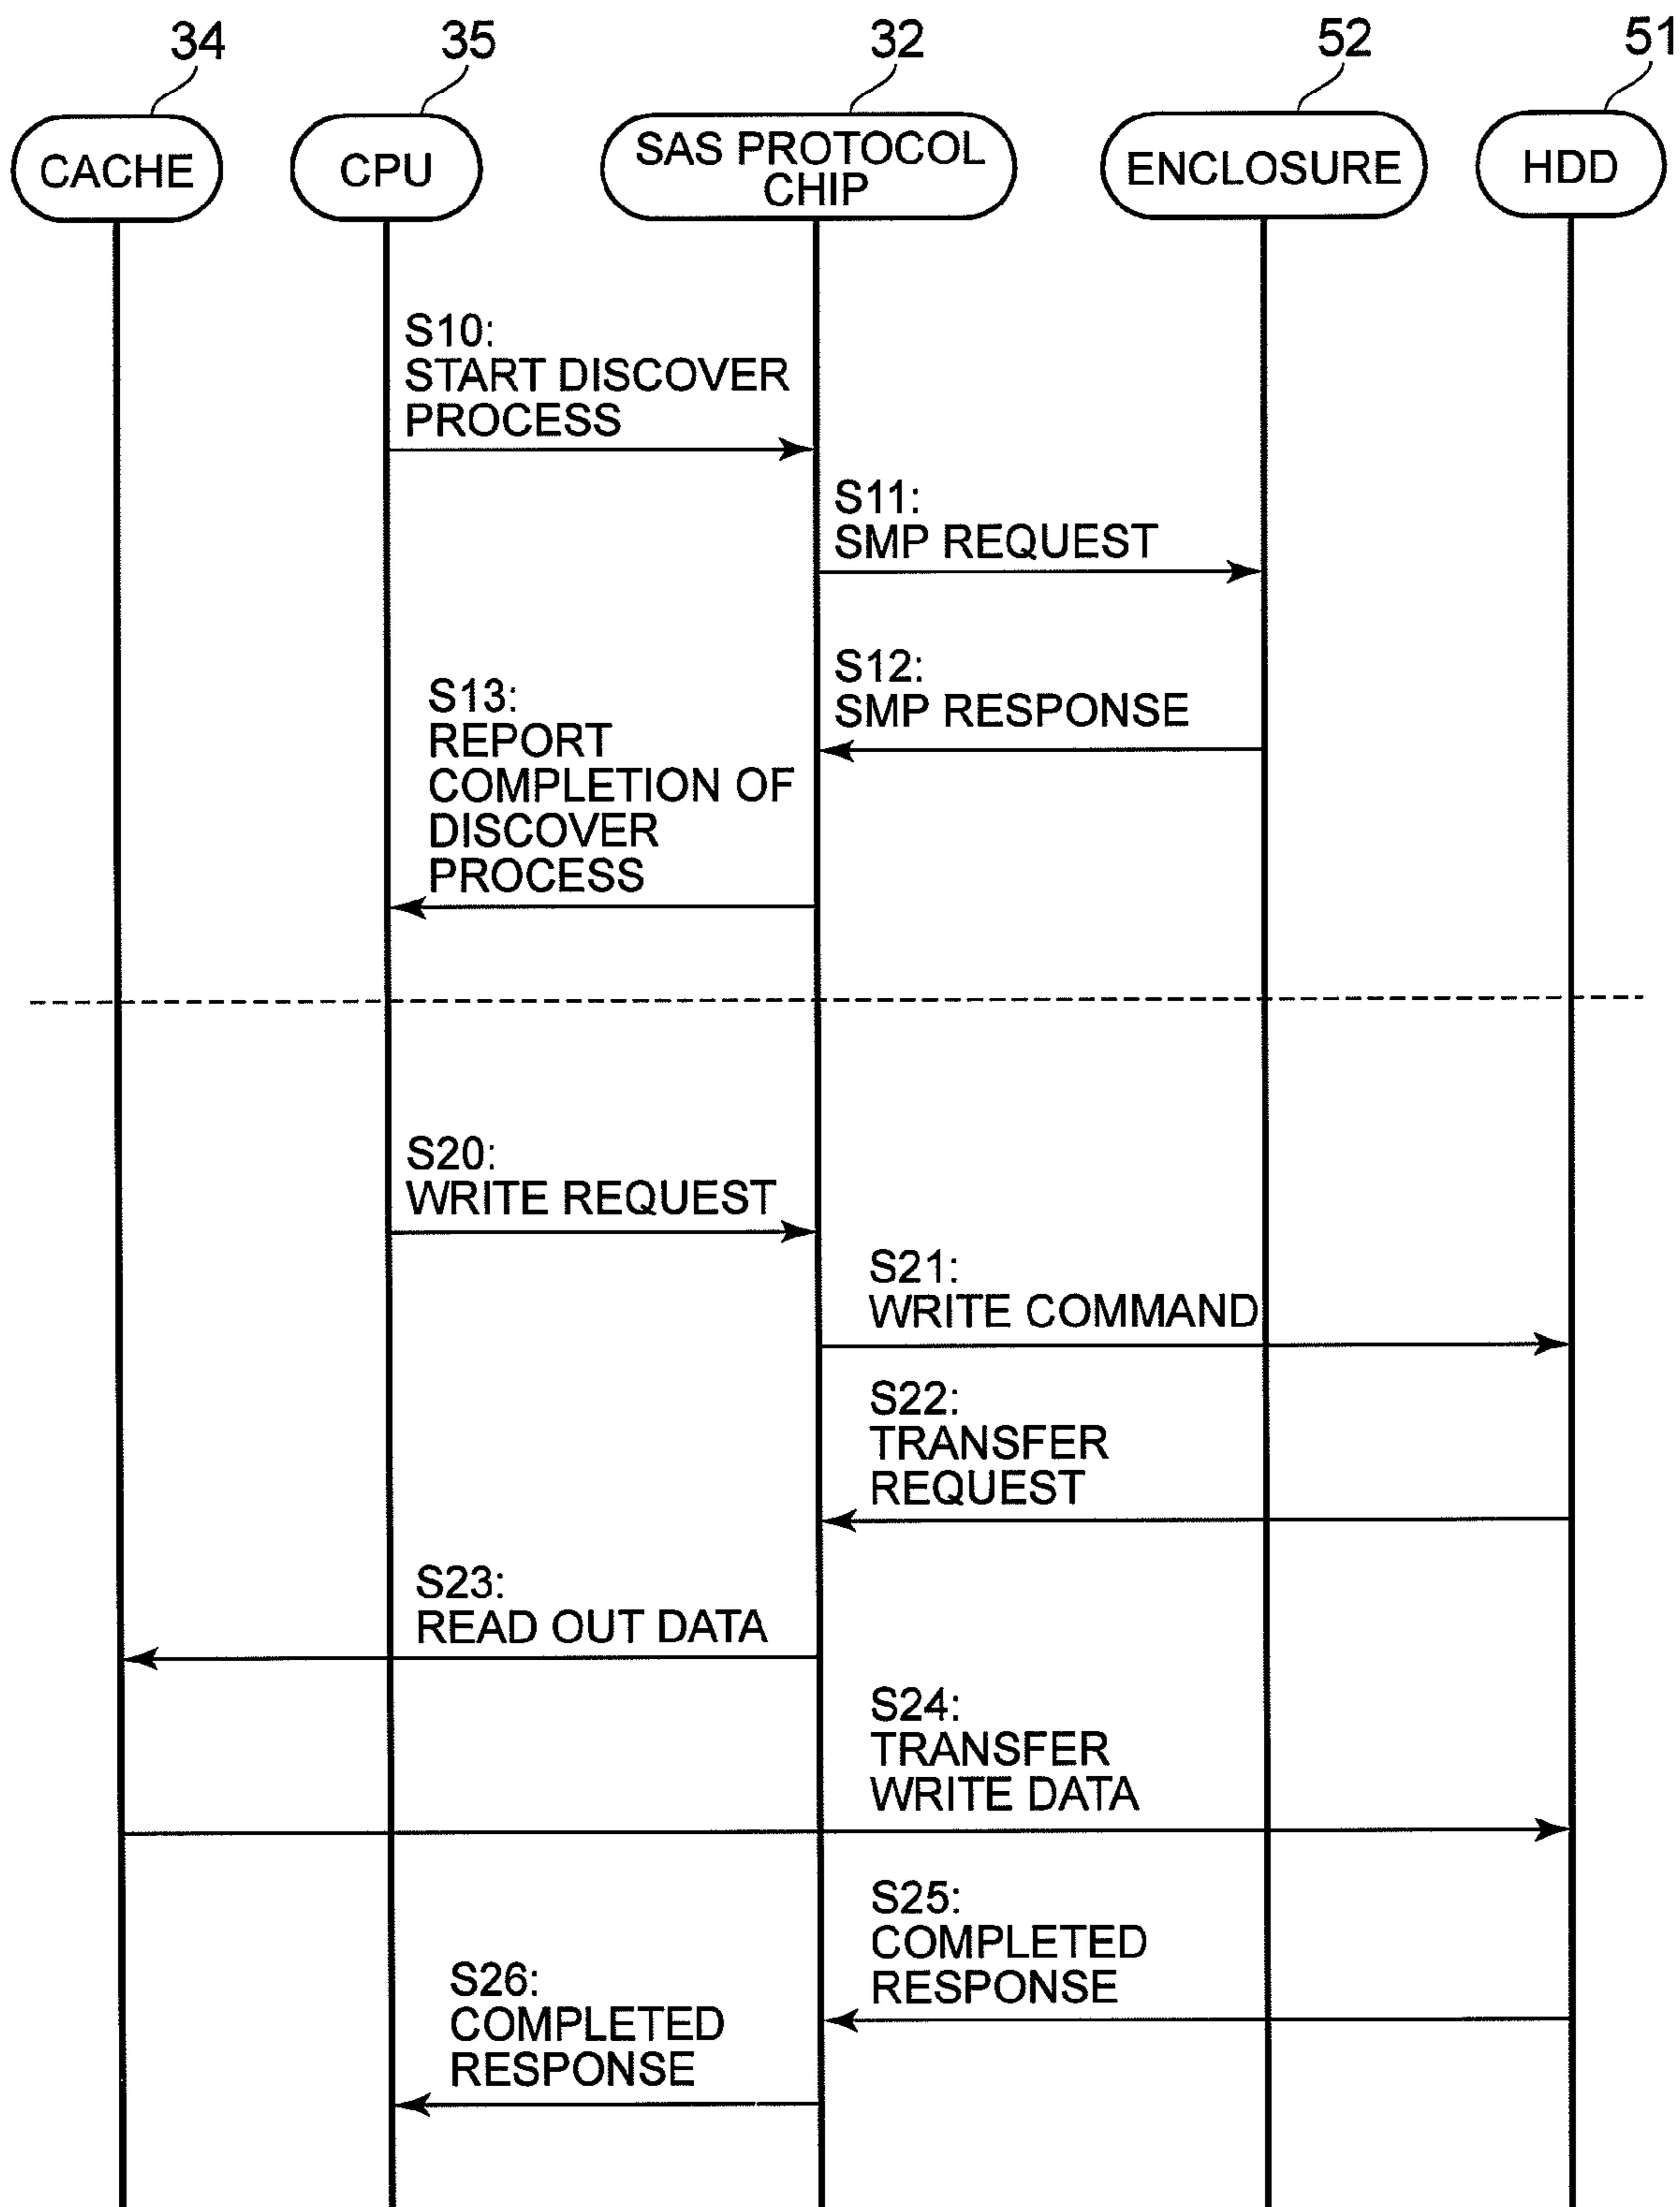 34
35
32
52
51
CACHE
CPU
SAS PROTOCOL
CHIP
ENCLOSURE
HDD
S10:
START DISCOVER
PROCESS
S11:
SMP REQUEST
S12:
SMP RESPONSE
S13:
REPORT
COMPLETION OF
DISCOVER
PROCESS
S20:
WRITE REQUEST
S21:
WRITE COMMAND
S22:
TRANSFER
REQUEST
S23:
READ OUT DATA
S24:
TRANSFER
WRITE DATA
S25:
COMPLETED
RESPONSE
S26:
COMPLETED
RESPONSE